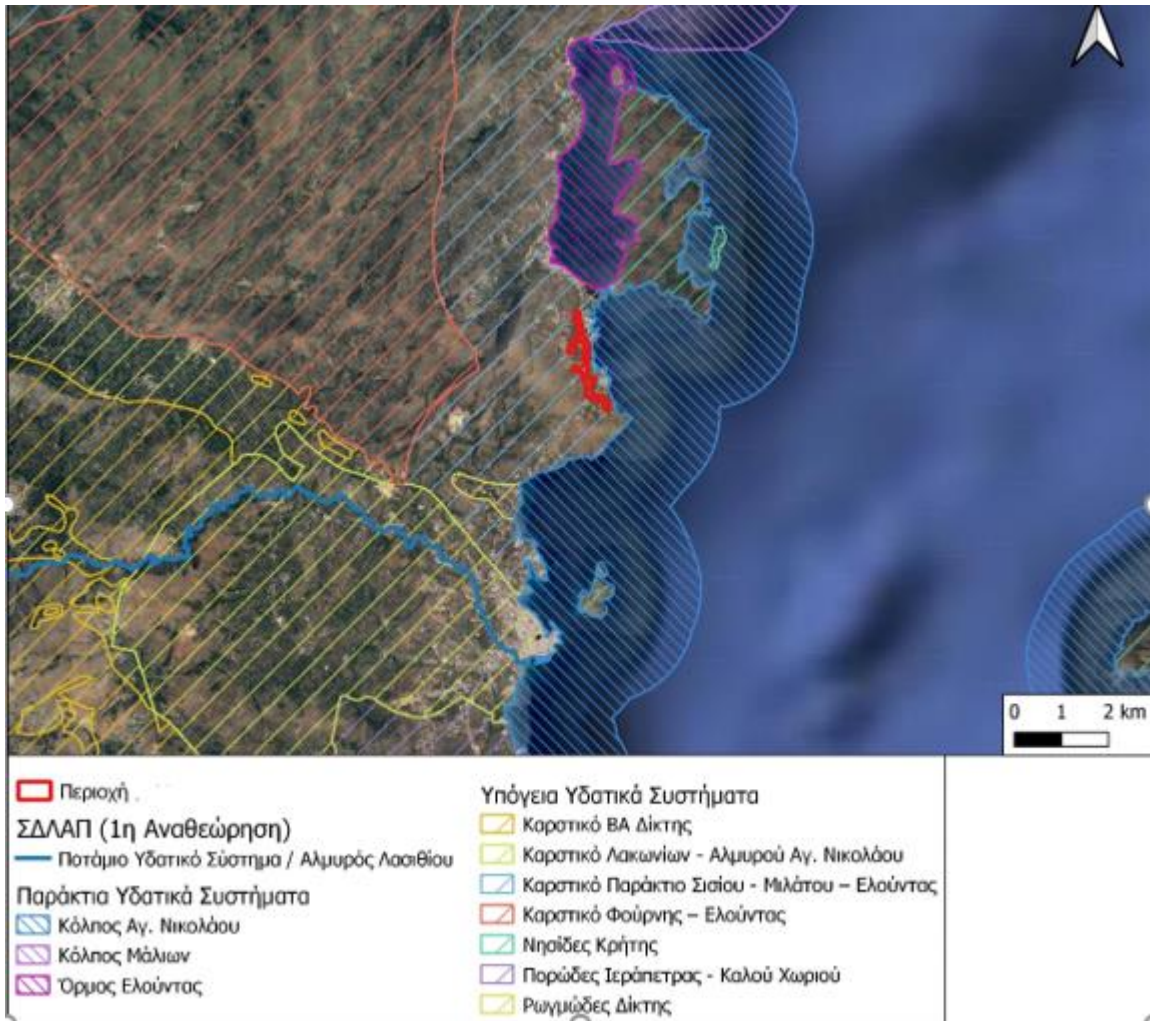 0 1 2 km
Περιοχή
ΣΔΛΑΠ (1η Αναθεώρηση)
Ποτάμιο Υδατικό Σύστημα / Αλμυρός Λασιθίου
Παράκτια Υδατικά Συστήματα
Κόλπος Αγ. Νικολάου
Κόλπος Μάλιων
Όρμος Ελούντας
Υπόγεια Υδατικά Συστήματα
Καρστικό ΒΑ Δίκτης
Καρστικό Λακωνίων - Αλμυρού Αγ. Νικολάου
Καρστικό Παράκτιο Σισίου - Μιλάτου – Ελούντας
Καρστικό Φούρνης – Ελούντας
Νησίδες Κρήτης
Πορώδες Ιεράπετρας - Καλού Χωριού
Ρωγμώδες Δίκτης